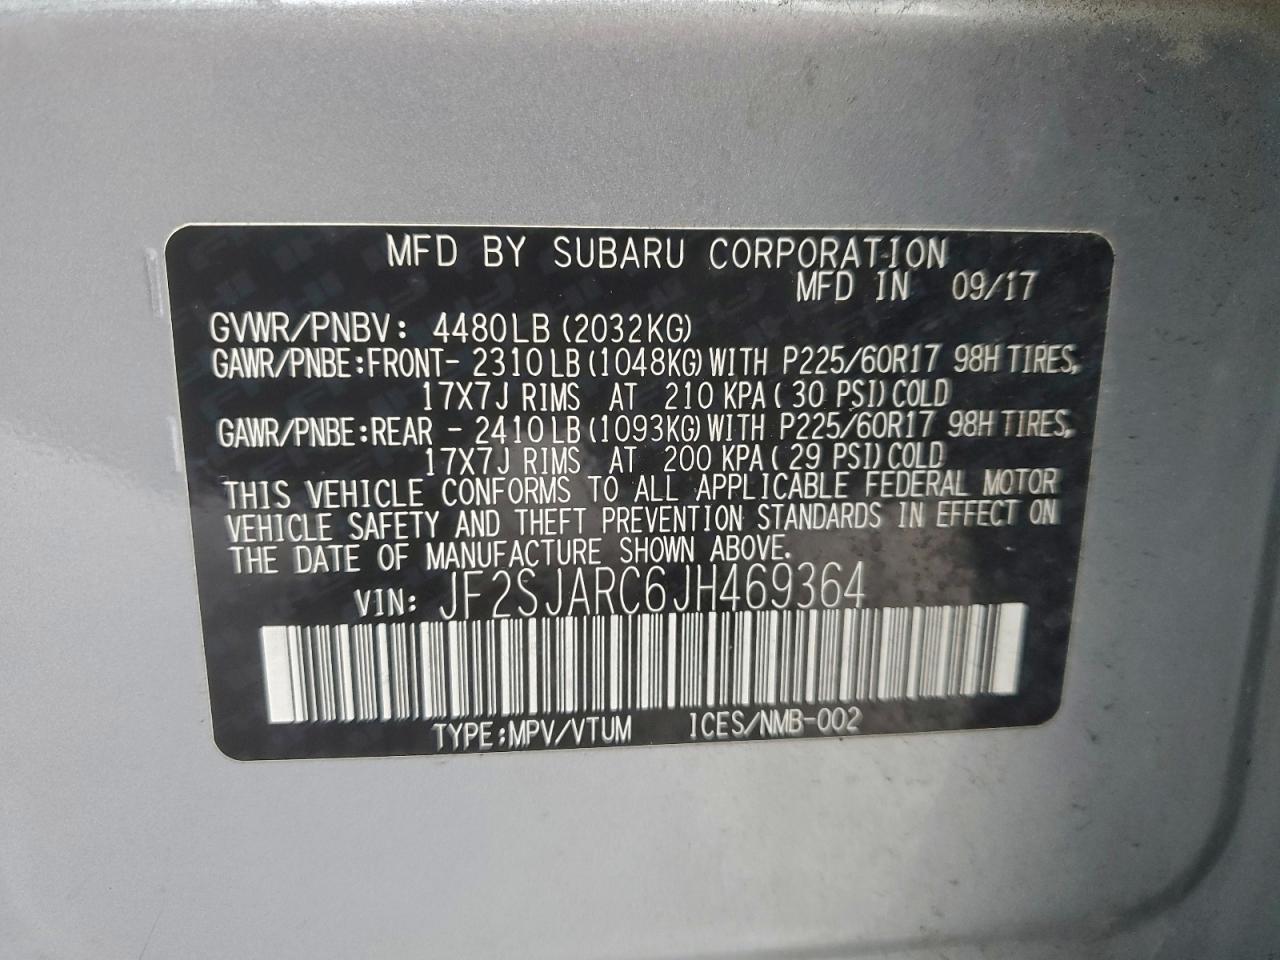 MFD BY SUBARU CORPORATION
MFD IN 09/17
GVWR/PNBV: 4480LB (2032KG)
GAWR/PNBE:FRONT- 2310LB(1048KG)WITH P225/60R17 98H TIRES,
17X7J RIMS AT 210 KPA( 30 PSI)COLD
GAWR/PNBE:REAR - 2410LB(1093KG)WITH P225/60R17 98H TIRES,
17X7J RIMS AT 200 KPA( 29 PSI)COLD
THIS VEHICLE CONFORMS TO ALL APPLICABLE FEDERAL MOTOR
VEHICLE SAFETY AND THEFT PREVENTION STANDARDS IN EFFECT ON
THE DATE OF MANUFACTURE SHOWN ABOVE.
VIN: JF2SJARC6JH469364
TYPE:MPV/VTUM ICES/NMB-002